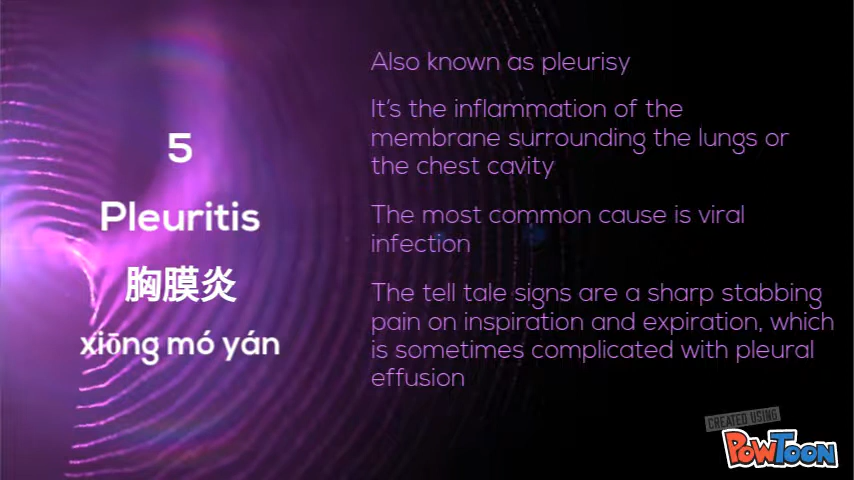 5
Pleuritis
胸膜炎
xiōng mó yán
Also known as pleurisy
It's the inflammation of the
membrane surrounding the lungs or
the chest cavity
The most common cause is viral
infection
The tell tale signs are a sharp stabbing
pain on inspiration and expiration, which
is sometimes complicated with pleural
effusion
CREATED USING
PowToon